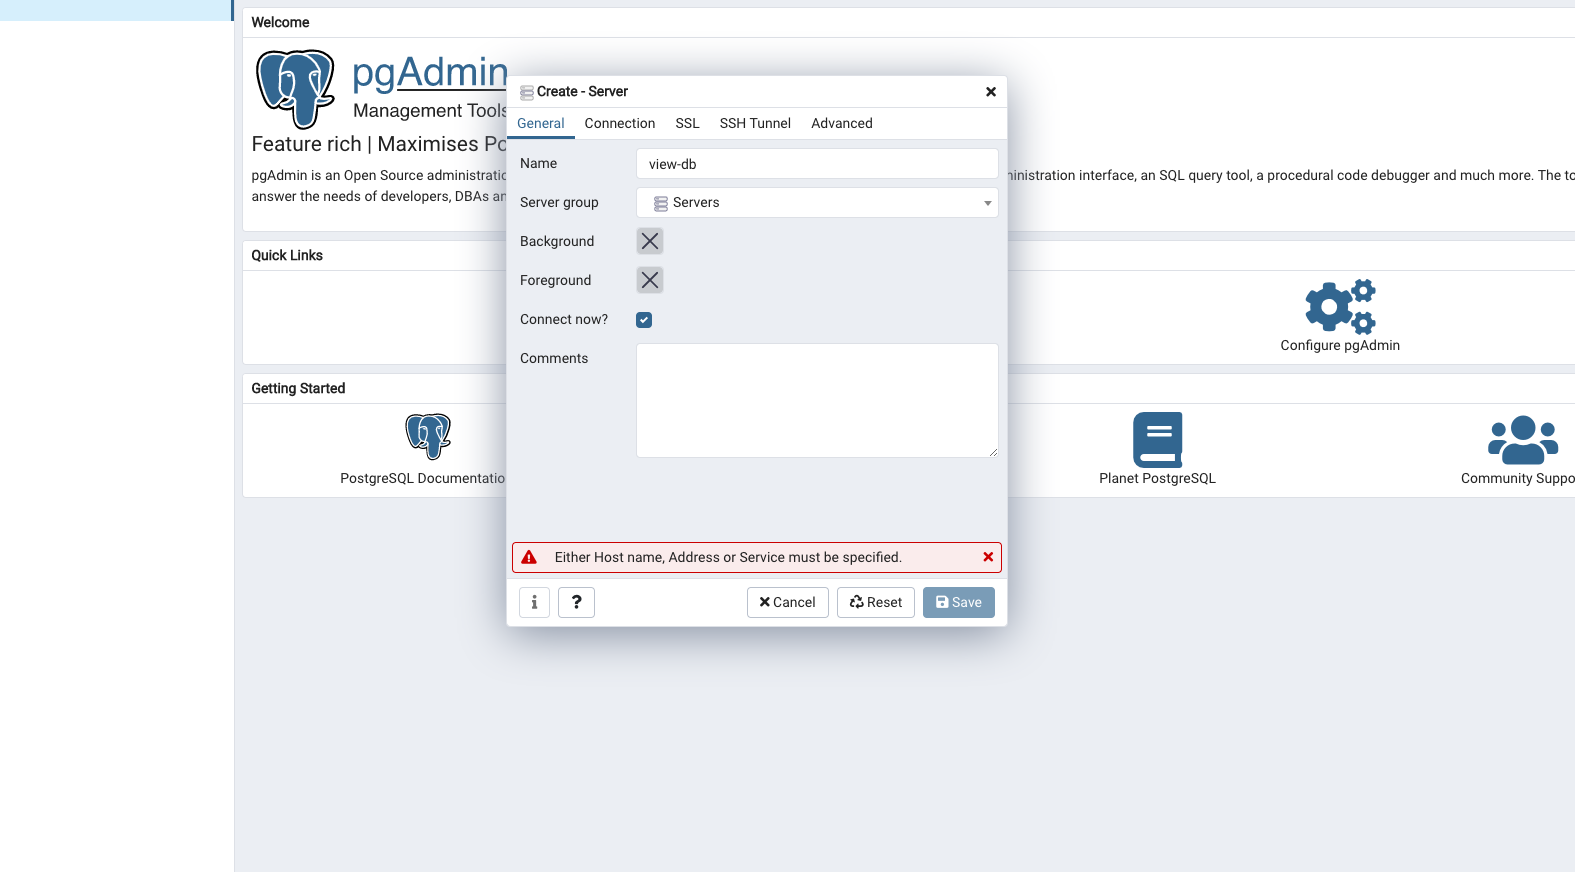 Welcome
pgAdmin
Management Tools
Feature rich | Maximises Po
pgAdmin is an Open Source administratio
ninistration interface, an SQL query tool, a procedural code debugger and much more. The to
answer the needs of developers, DBAs an
Create - Server
General Connection SSL SSH Tunnel Advanced
Name view-db
Server group Servers
Background
Foreground
Connect now?
Comments
Either Host name, Address or Service must be specified.
i ? Cancel Reset Save
Quick Links
Configure pgAdmin
Getting Started
PostgreSQL Documentatio
Planet PostgreSQL
Community Suppo